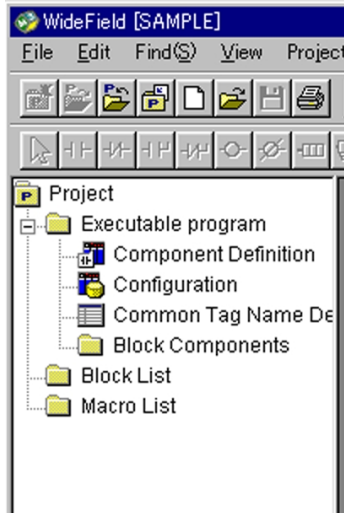 WideField [SAMPLE]
File Edit Find(S) View Project
Project
Executable program
Component Definition
Configuration
Common Tag Name De
Block Components
Block List
Macro List